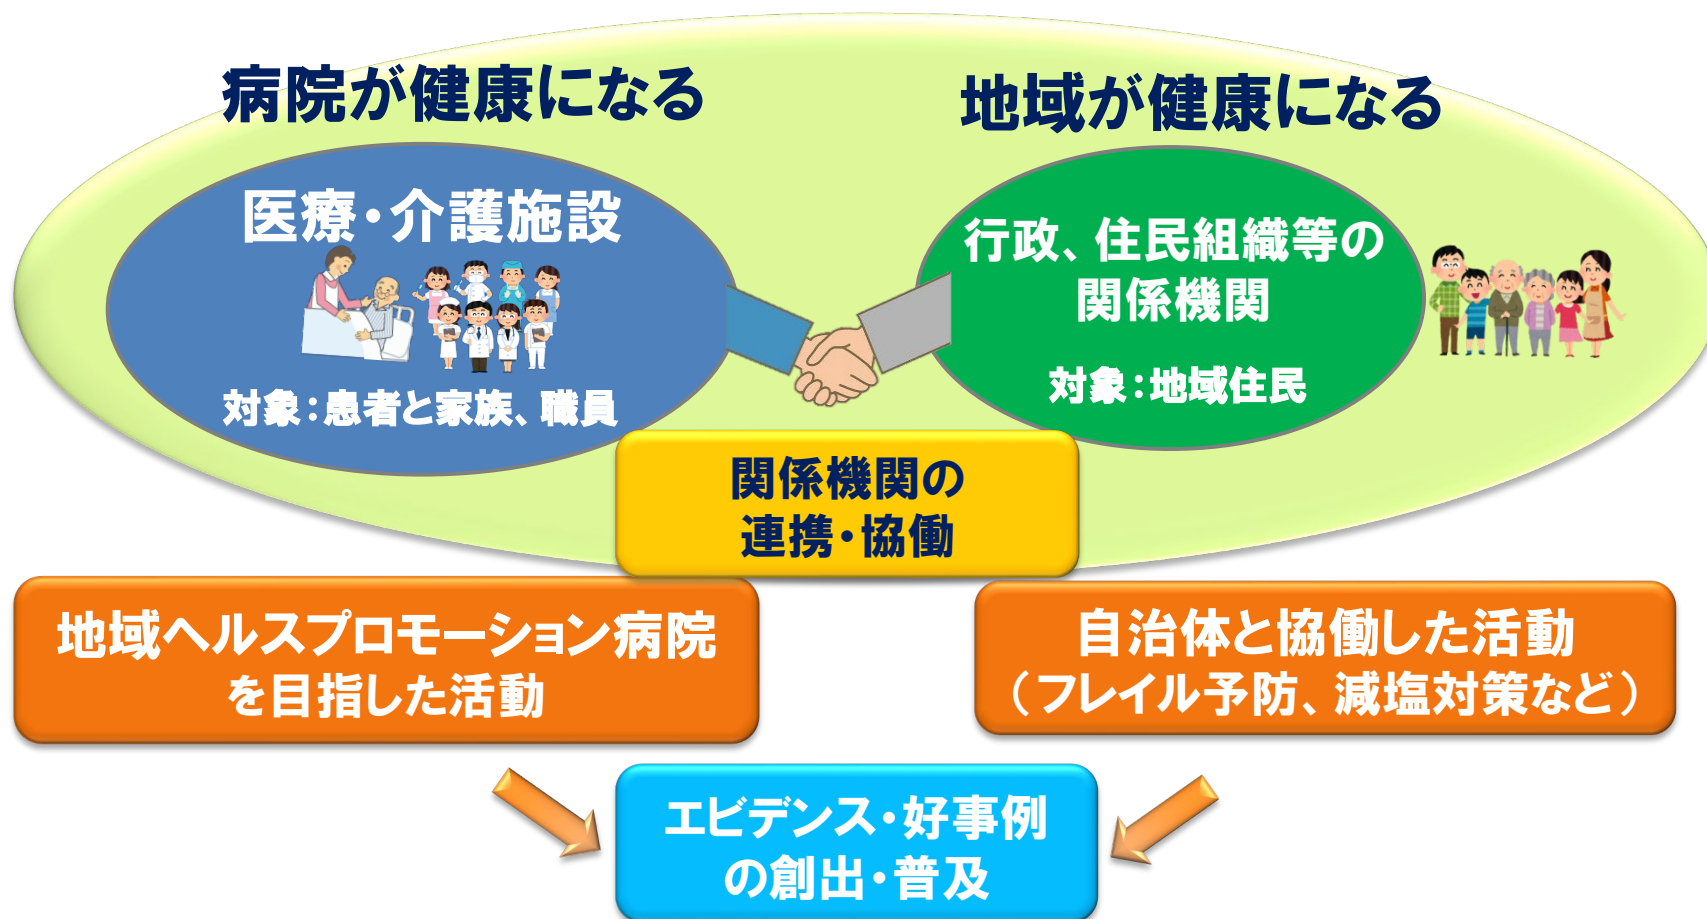 病院が健康になる
地域が健康になる
医療・介護施設
対象：患者と家族、職員
行政、住民組織等の
関係機関
対象：地域住民
関係機関の
連携・協働
地域ヘルスプロモーション病院
を目指した活動
自治体と協働した活動
（フレイル予防、減塩対策など）
エビデンス・好事例
の創出・普及